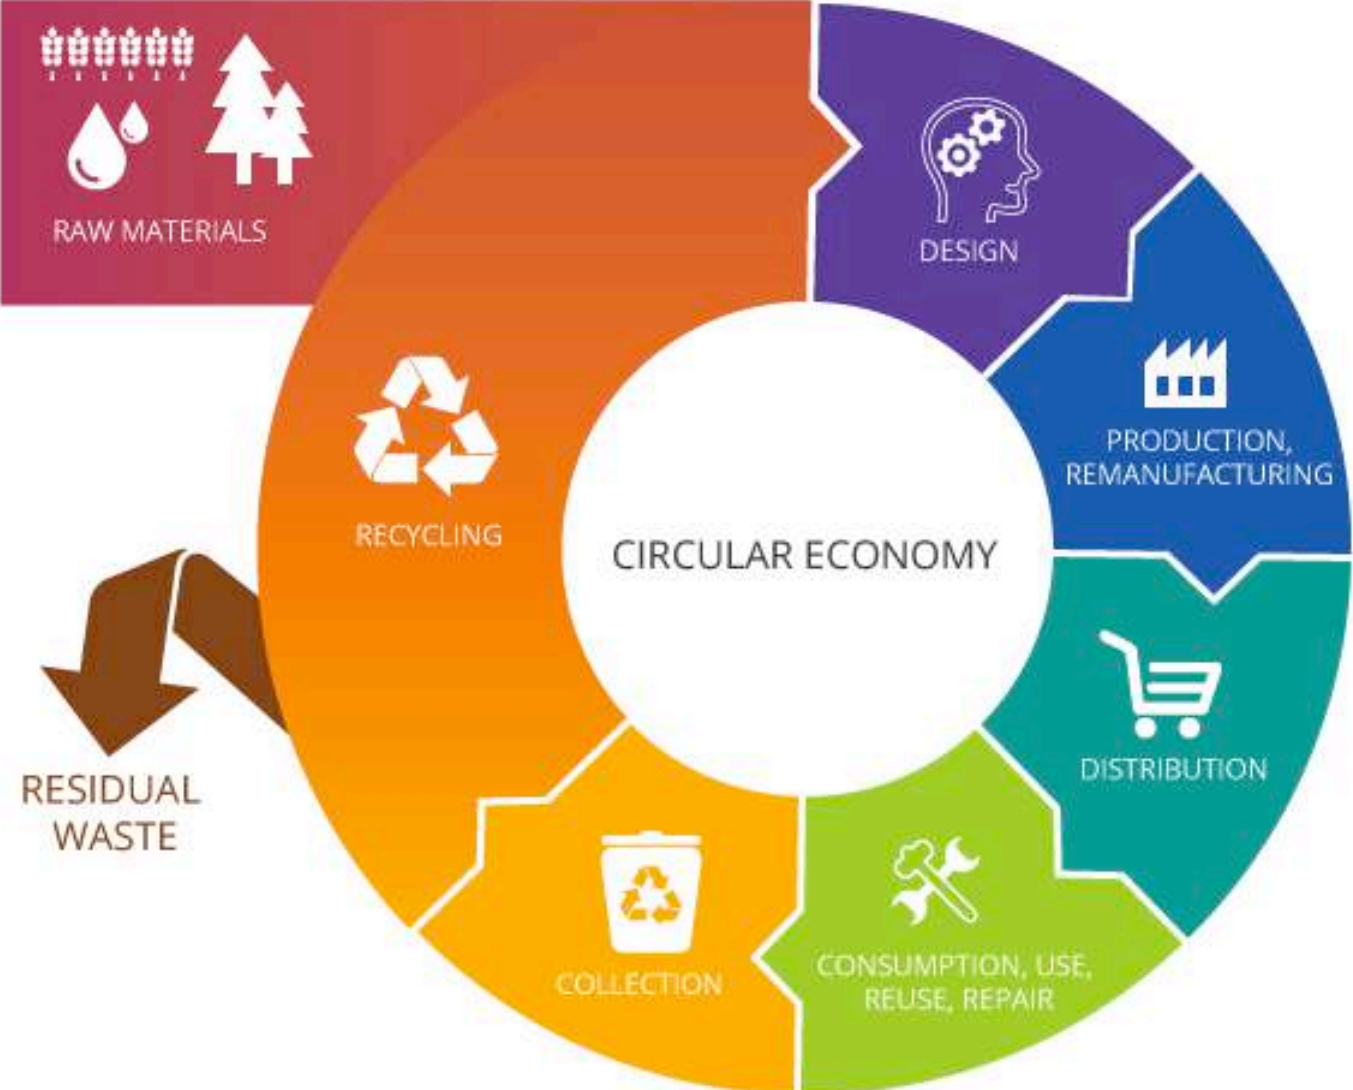 RAW MATERIALS
DESIGN
PRODUCTION,
REMANUFACTURING
RECYCLING
CIRCULAR ECONOMY
DISTRIBUTION
RESIDUAL
WASTE
CONSUMPTION, USE,
REUSE, REPAIR
COLLECTION